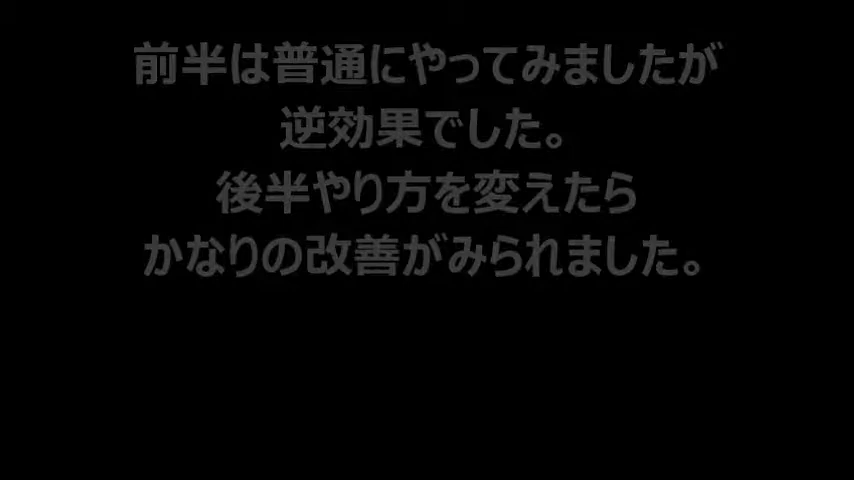 前半は普通にやってみましたが
逆効果でした。
後半やり方を変えたら
かなりの改善がみられました。